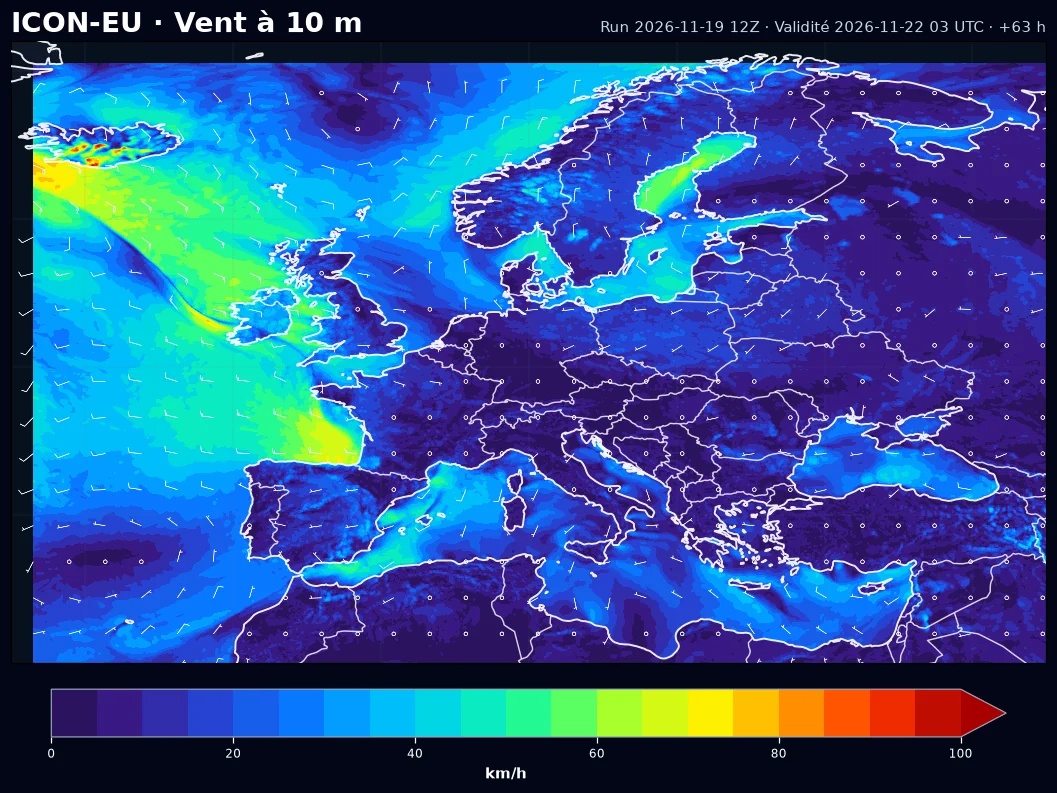 ICON-EU · Vent à 10 m
Run 2026-11-19 12Z · Validité 2026-11-22 03 UTC · +63 h
0 20 40 60 80 100
km/h